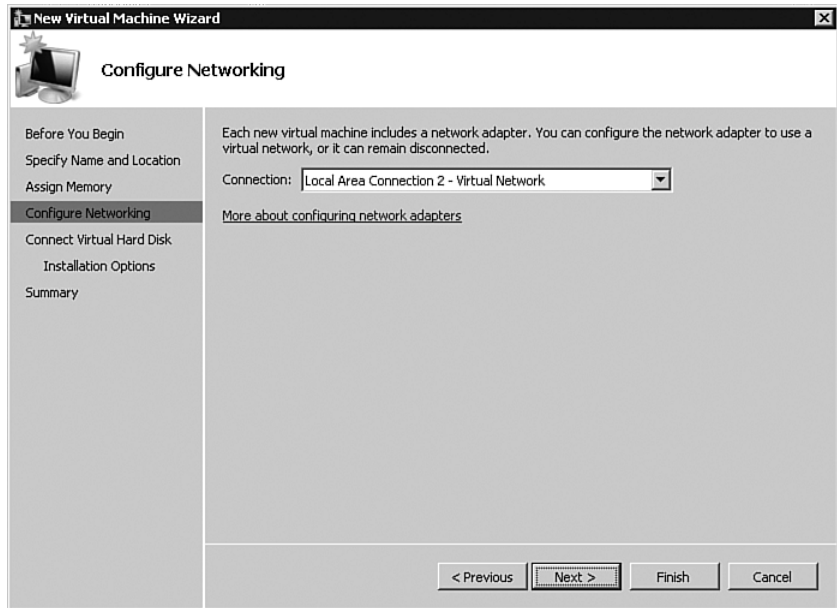 New Virtual Machine Wizard
Configure Networking
Before You Begin
Specify Name and Location
Assign Memory
Configure Networking
Connect Virtual Hard Disk
Installation Options
Summary
Each new virtual machine includes a network adapter. You can configure the network adapter to use a
virtual network, or it can remain disconnected.
Connection: Local Area Connection 2 - Virtual Network
More about configuring network adapters
< Previous Next > Finish Cancel